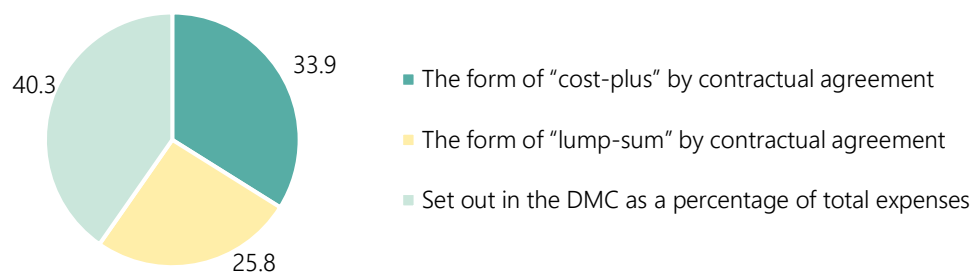 33.9
40.3
25.8
The form of “cost-plus” by contractual agreement
The form of “lump-sum” by contractual agreement
Set out in the DMC as a percentage of total expenses